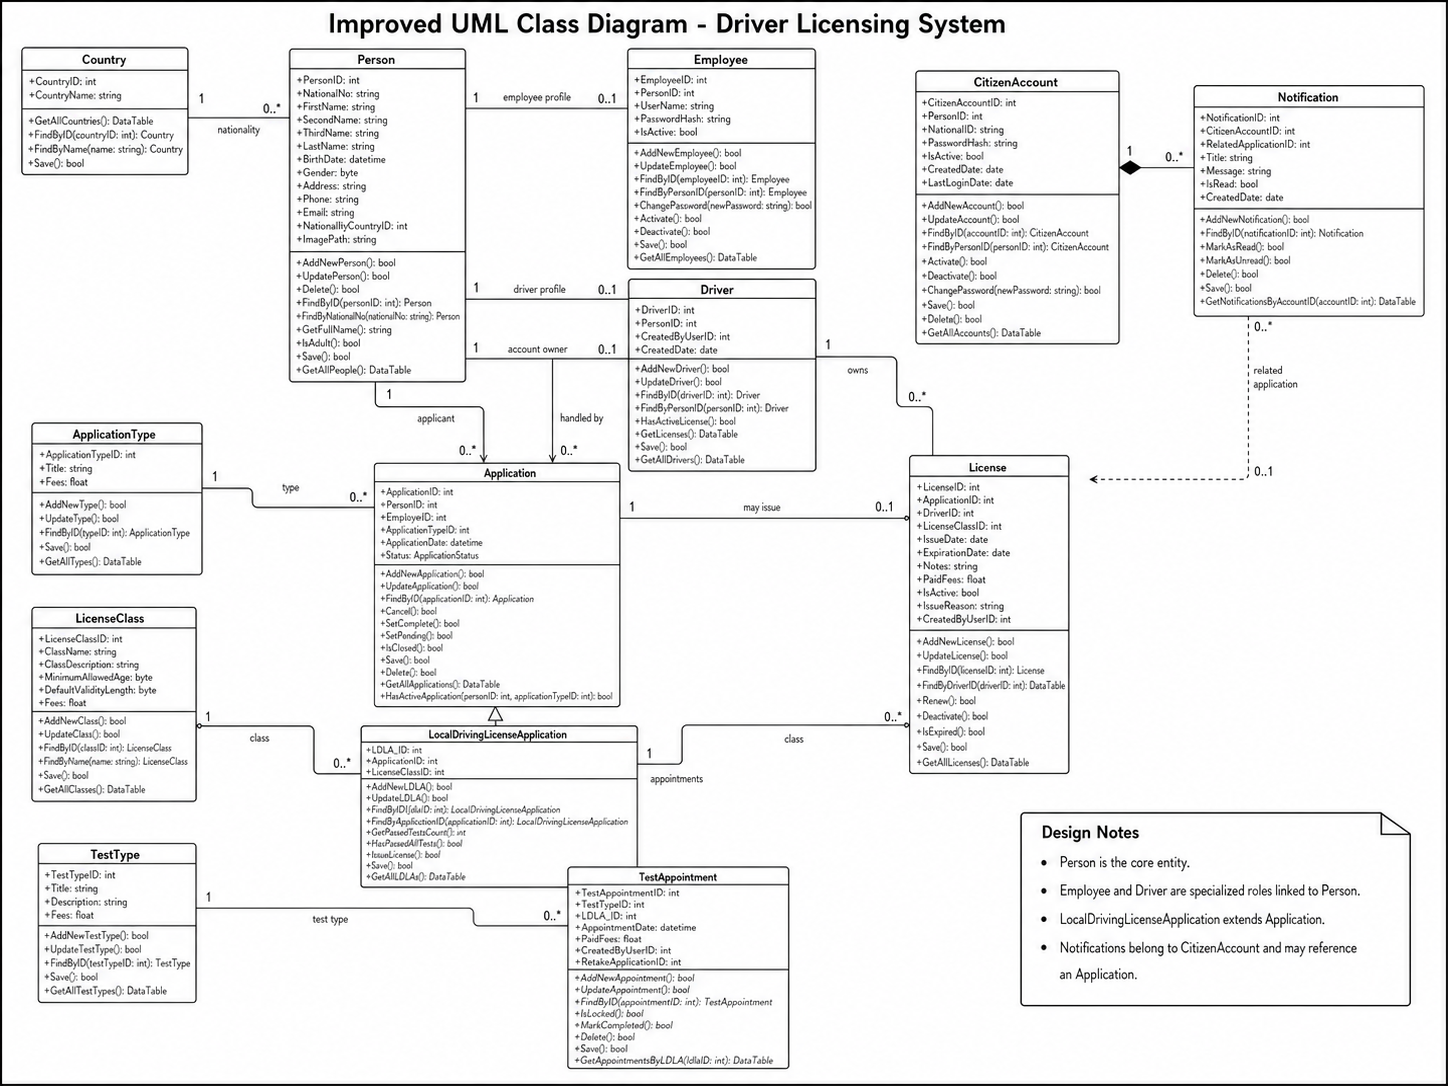 Improved UML Class Diagram - Driver Licensing System
Country
+CountryID: int
+CountryName: string
+GetAllCountries(): DataTable
+FindByID(countryID: int): Country
+FindByName(name: string): Country
+Save(): bool
1
0..*
nationality
Person
+PersonID: int
+NationalNo: string
+FirstName: string
+SecondName: string
+ThirdName: string
+LastName: string
+BirthDate: datetime
+Gender: byte
+Address: string
+Phone: string
+Email: string
+NationalliyCountryID: int
+ImagePath: string
+AddNewPerson(): bool
+UpdatePerson(): bool
+Delete(): bool
+FindByID(personID: int): Person
+FindByNationalNo(nationalNo: string): Person
+GetFullName(): string
+IsAdult(): bool
+Save(): bool
+GetAllPeople(): DataTable
1
employee profile
0..1
1
driver profile
0..1
1
account owner
0..1
1
applicant
0..*
handled by
0..*
Employee
+EmployeeID: int
+PersonID: int
+UserName: string
+PasswordHash: string
+IsActive: bool
+AddNewEmployee(): bool
+UpdateEmployee(): bool
+FindByID(employeeID: int): Employee
+FindByPersonID(personID: int): Employee
+ChangePassword(newPassword: string): bool
+Activate(): bool
+Deactivate(): bool
+Save(): bool
+GetAllEmployees(): DataTable
Driver
+DriverID: int
+PersonID: int
+CreatedByUserID: int
+CreatedDate: date
+AddNewDriver(): bool
+UpdateDriver(): bool
+FindByID(driverID: int): Driver
+FindByPersonID(personID: int): Driver
+HasActiveLicense(): bool
+GetLicenses(): DataTable
+Save(): bool
+GetAllDrivers(): DataTable
1
owns
0..*
CitizenAccount
+CitizenAccountID: int
+PersonID: int
+NationalID: string
+PasswordHash: string
+IsActive: bool
+CreatedDate: date
+LastLoginDate: date
+AddNewAccount(): bool
+UpdateAccount(): bool
+FindByID(accountID: int): CitizenAccount
+FindByPersonID(personID: int): CitizenAccount
+Activate(): bool
+Deactivate(): bool
+ChangePassword(newPassword: string): bool
+Save(): bool
+Delete(): bool
+GetAllAccounts(): DataTable
1
0..*
Notification
+NotificationID: int
+CitizenAccountID: int
+RelatedApplicationID: int
+Title: string
+Message: string
+IsRead: bool
+CreatedDate: date
+AddNewNotification(): bool
+FindByID(notificationID: int): Notification
+MarkAsRead(): bool
+MarkAsUnread(): bool
+Delete(): bool
+Save(): bool
+GetNotificationsByAccountID(accountID: int): DataTable
0..*
related
application
0..1
ApplicationType
+ApplicationTypeID: int
+Title: string
+Fees: float
+AddNewType(): bool
+UpdateType(): bool
+FindByID(typeID: int): ApplicationType
+Save(): bool
+GetAllTypes(): DataTable
1
type
0..*
Application
+ApplicationID: int
+PersonID: int
+EmployeeID: int
+ApplicationTypeID: int
+ApplicationDate: datetime
+Status: ApplicationStatus
+AddNewApplication(): bool
+UpdateApplication(): bool
+FindByID(applicationID: int): Application
+Cancel(): bool
+SetComplete(): bool
+SetPending(): bool
+IsClosed(): bool
+Save(): bool
+Delete(): bool
+GetAllApplications(): DataTable
+HasActiveApplication(personID: int, applicationTypeID: int): bool
1
may issue
0..1
License
+LicenseID: int
+ApplicationID: int
+DriverID: int
+LicenseClassID: int
+IssueDate: date
+ExpirationDate: date
+Notes: string
+PaidFees: float
+IsActive: bool
+IssueReason: string
+CreatedByUserID: int
+AddNewLicense(): bool
+UpdateLicense(): bool
+FindByID(licenseID: int): License
+FindByDriverID(driverID: int): DataTable
+Renew(): bool
+Deactivate(): bool
+IsExpired(): bool
+Save(): bool
+GetAllLicenses(): DataTable
LicenseClass
+LicenseClassID: int
+ClassName: string
+ClassDescription: string
+MinimumAllowedAge: byte
+DefaultValidityLength: byte
+Fees: float
+AddNewClass(): bool
+UpdateClass(): bool
+FindByID(classID: int): LicenseClass
+FindByName(name: string): LicenseClass
+Save(): bool
+GetAllClasses(): DataTable
1
class
0..*
LocalDrivingLicenseApplication
+LDLA_ID: int
+ApplicationID: int
+LicenseClassID: int
+AddNewLDLA(): bool
+UpdateLDLA(): bool
+FindByID(ldlaID: int): LocalDrivingLicenseApplication
+FindByApplicationID(applicationID: int): LocalDrivingLicenseApplication
+GetPassedTestsCount(): int
+HasPassedAllTests(): bool
+IssueLicense(): bool
+Save(): bool
+GetAllLDLAs(): DataTable
1
appointments
class
0..*
TestType
+TestTypeID: int
+Title: string
+Description: string
+Fees: float
+AddNewTestType(): bool
+UpdateTestType(): bool
+FindByID(testTypeID: int): TestType
+Save(): bool
+GetAllTestTypes(): DataTable
1
test type
0..*
TestAppointment
+TestAppointmentID: int
+TestTypeID: int
+LDLA_ID: int
+AppointmentDate: datetime
+PaidFees: float
+CreatedByUserID: int
+RetakeApplicationID: int
+AddNewAppointment(): bool
+UpdateAppointment(): bool
+FindByID(appointmentID: int): TestAppointment
+IsLocked(): bool
+MarkCompleted(): bool
+Delete(): bool
+Save(): bool
+GetAppointmentsByLDLA(ldlaID: int): DataTable
Design Notes
• Person is the core entity.
• Employee and Driver are specialized roles linked to Person.
• LocalDrivingLicenseApplication extends Application.
• Notifications belong to CitizenAccount and may reference
an Application.